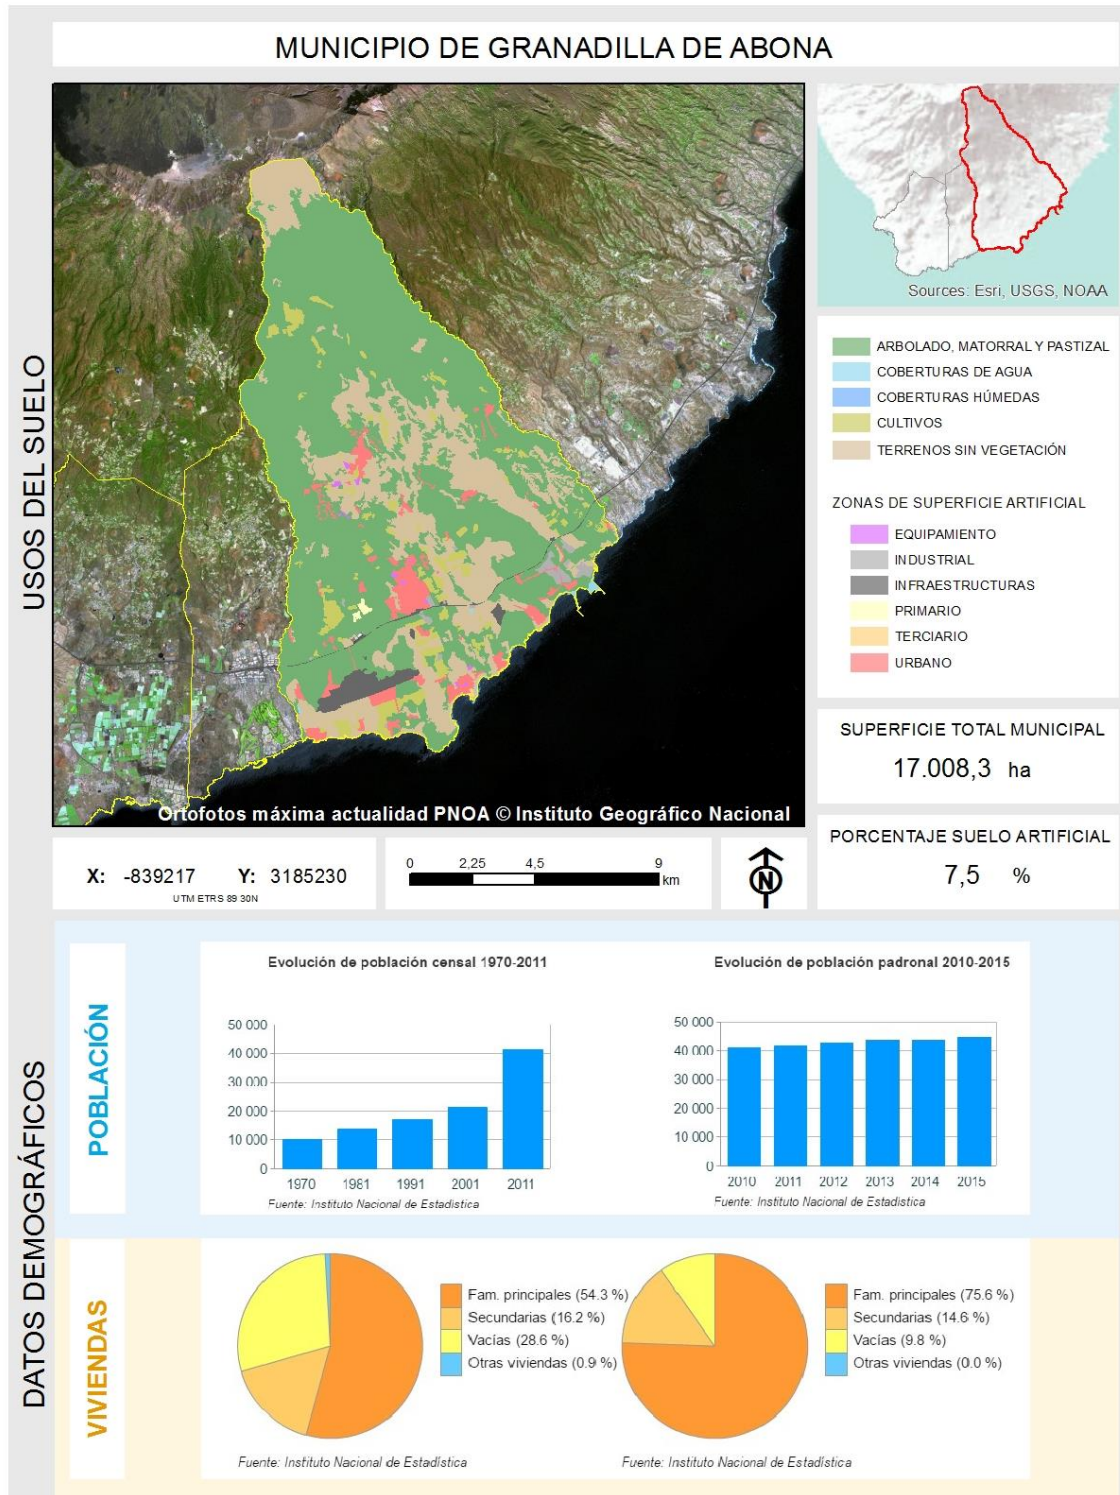 MUNICIPIO DE GRANADILLA DE ABONA
USOS DEL SUELO
Ortofotos máxima actualidad PNOA © Instituto Geográfico Nacional
Sources: Esri, USGS, NOAA
ARBOLADO, MATORRAL Y PASTIZAL
COBERTURAS DE AGUA
COBERTURAS HÚMEDAS
CULTIVOS
TERRENOS SIN VEGETACIÓN
ZONAS DE SUPERFICIE ARTIFICIAL
EQUIPAMIENTO
INDUSTRIAL
INFRAESTRUCTURAS
PRIMARIO
TERCIARIO
URBANO
SUPERFICIE TOTAL MUNICIPAL
17.008,3 ha
PORCENTAJE SUELO ARTIFICIAL
7,5 %
X: -839217 Y: 3185230
UTM ETRS 89 30N
0 2,25 4,5 9
km
N
DATOS DEMOGRÁFICOS
POBLACIÓN
Evolución de población censal 1970-2011
50 000
40 000
30 000
20 000
10 000
0
1970 1981 1991 2001 2011
Fuente: Instituto Nacional de Estadística
Evolución de población padronal 2010-2015
50 000
40 000
30 000
20 000
10 000
0
2010 2011 2012 2013 2014 2015
Fuente: Instituto Nacional de Estadística
VIVIENDAS
Fam. principales (54.3 %)
Secundarias (16.2 %)
Vacías (28.6 %)
Otras viviendas (0.9 %)
Fuente: Instituto Nacional de Estadística
Fam. principales (75.6 %)
Secundarias (14.6 %)
Vacías (9.8 %)
Otras viviendas (0.0 %)
Fuente: Instituto Nacional de Estadística